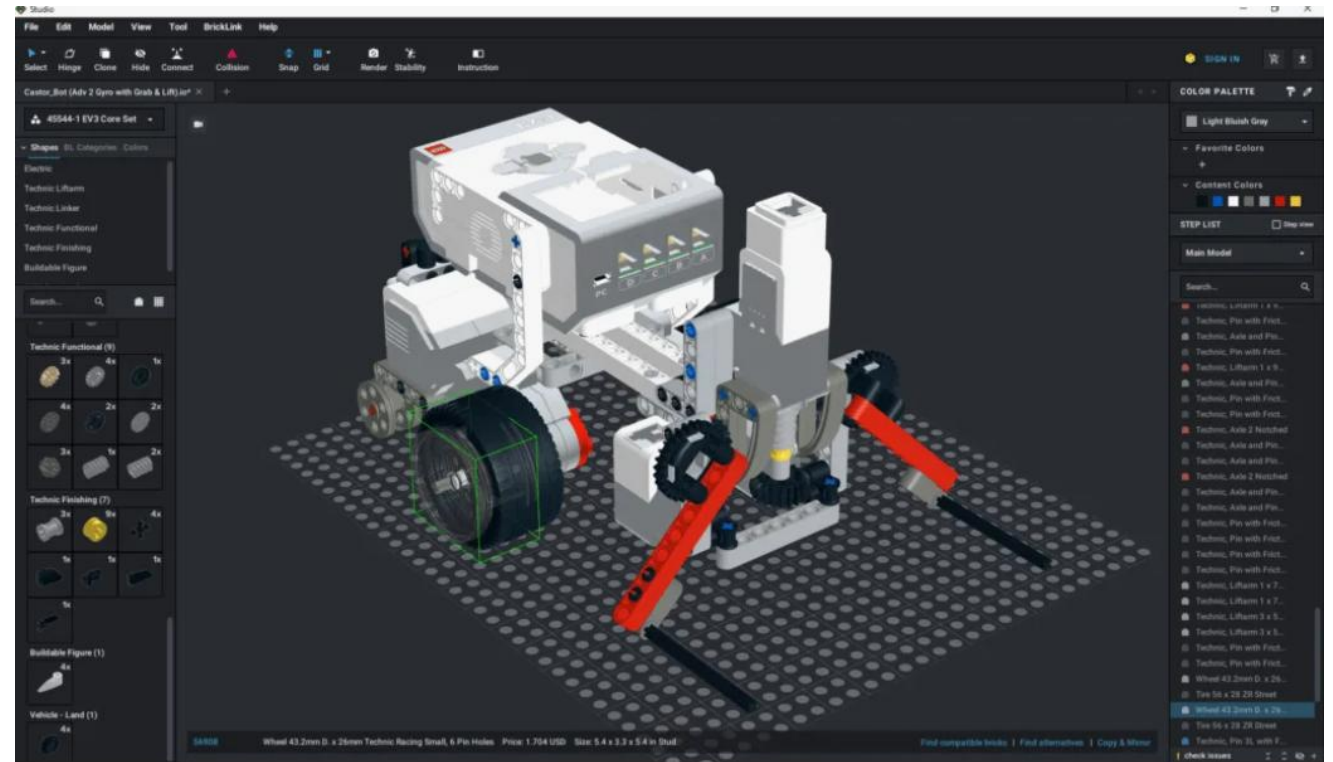 Studio
File Edit Model View Tool BrickLink Help
Select Hinge Clone Hide Connect Collision Snap Grid Render Stability Instruction
SIGN IN
Castor_Bot (Adv 2 Gyro with Grab & Lift).io* × +
45544-1 EV3 Core Set
Shapes BL Categories Colors
Electric
Technic Liftarm
Technic Linker
Technic Functional
Technic Finishing
Buildable Figure
Search...
Technic Functional (9)
3x 4x 1x
4x 2x 2x
3x 1x 2x
Technic Finishing (7)
3x 9x 4x
1x 1x 1x
1x
Buildable Figure (1)
4x
Vehicle - Land (1)
4x
PC D C B A
54908 Wheel 43.2mm D. x 26mm Technic Racing Small, 6 Pin Holes Price: 1.704 USD Size: 5.4 x 3.3 x 5.4 in Stud
Find compatible bricks | Find alternatives | Copy & Mirror
COLOR PALETTE
Light Bluish Gray
Favorite Colors
+
Content Colors
STEP LIST Step view
Main Model
Search...
Technic, Liftarm 1 x 9...
Technic, Pin with Frict...
Technic, Axle and Pin...
Technic, Pin with Frict...
Technic, Liftarm 1 x 9...
Technic, Axle and Pin...
Technic, Pin with Frict...
Technic, Pin with Frict...
Technic, Axle 2 Notched
Technic, Axle and Pin...
Technic, Axle and Pin...
Technic, Axle 2 Notched
Technic, Axle and Pin...
Technic, Axle and Pin...
Technic, Pin with Frict...
Technic, Pin with Frict...
Technic, Pin with Frict...
Technic, Pin with Frict...
Technic, Liftarm 1 x 7...
Technic, Liftarm 1 x 7...
Technic, Liftarm 3 x 5...
Technic, Liftarm 3 x 5...
Technic, Pin with Frict...
Technic, Pin with Frict...
Wheel 43.2mm D. x 26...
Tire 56 x 28 ZR Street
Wheel 43.2mm D. x 26...
Tire 56 x 28 ZR Street
Technic, Pin 3L with F...
! check issues